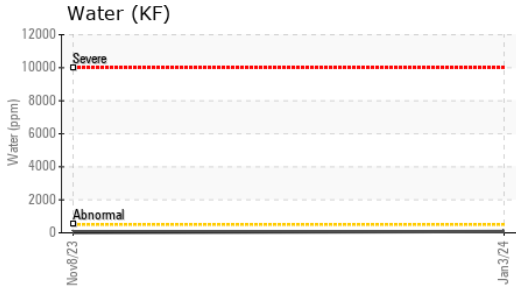 Water (KF)
12000
10000
8000
6000
4000
2000
0
Water (ppm)
Severe
Abnormal
Nov8/23
Jan3/24